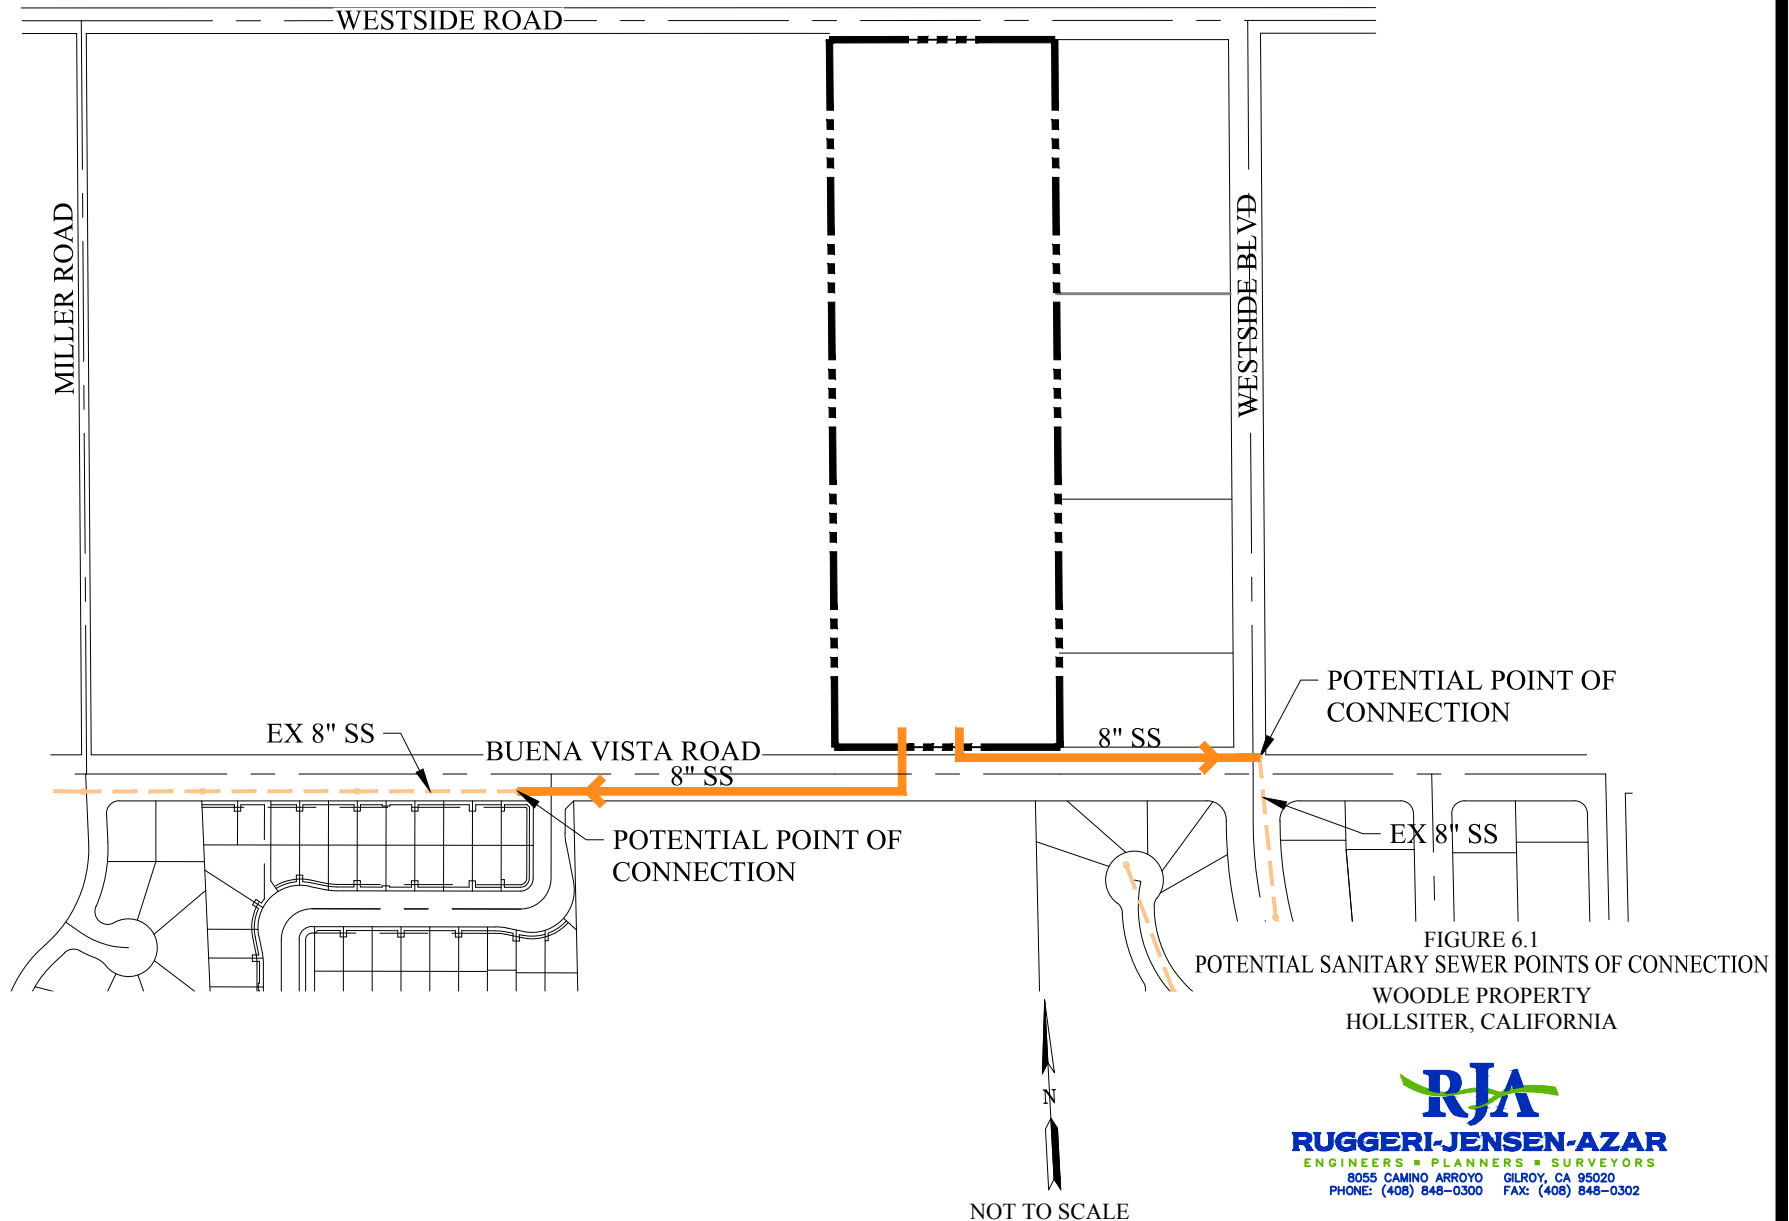 WESTSIDE ROAD
MILLER ROAD
WESTSIDE BLVD
POTENTIAL POINT OF
CONNECTION
EX 8" SS
BUENA VISTA ROAD
8" SS
8" SS
POTENTIAL POINT OF
CONNECTION
EX 8" SS
FIGURE 6.1
POTENTIAL SANITARY SEWER POINTS OF CONNECTION
WOODLE PROPERTY
HOLLSITER, CALIFORNIA
N
NOT TO SCALE
RJA
RUGGERI-JENSEN-AZAR
ENGINEERS ▪ PLANNERS ▪ SURVEYORS
8055 CAMINO ARROYO GILROY, CA 95020
PHONE: (408) 848-0300 FAX: (408) 848-0302